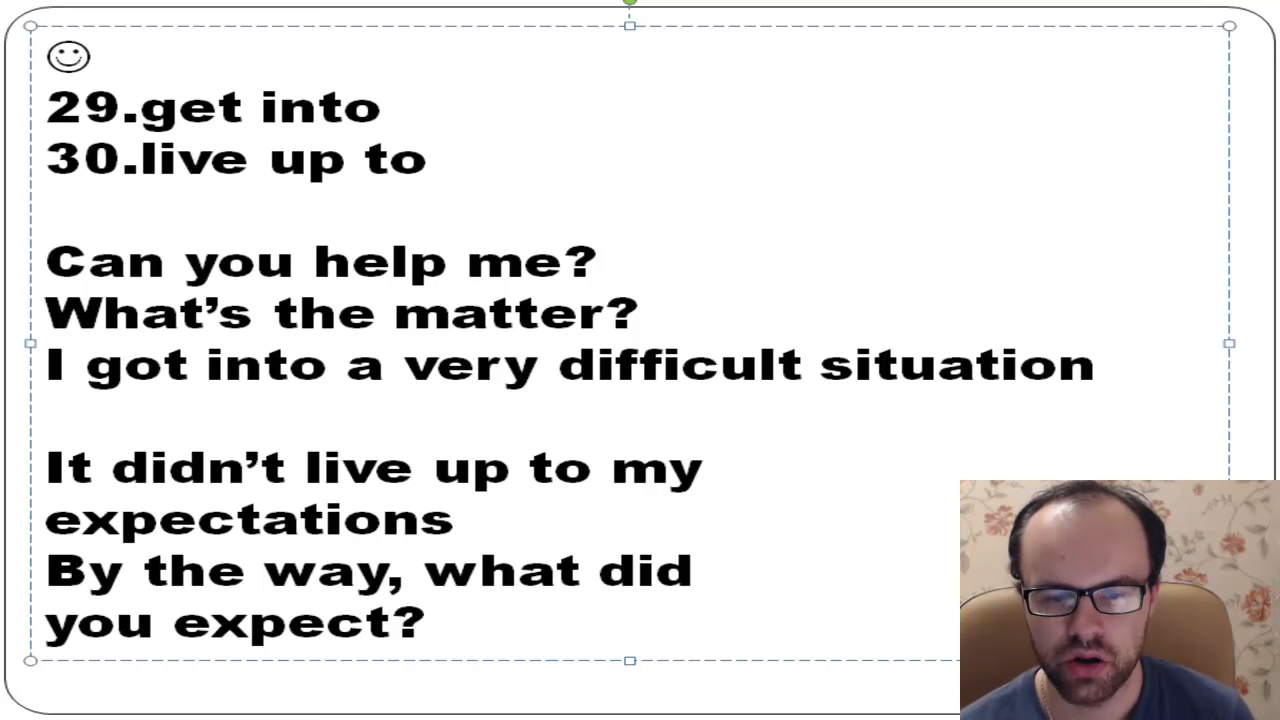 29.get into
30.live up to
Can you help me?
What's the matter?
I got into a very difficult situation
It didn't live up to my
expectations
By the way, what did
you expect?